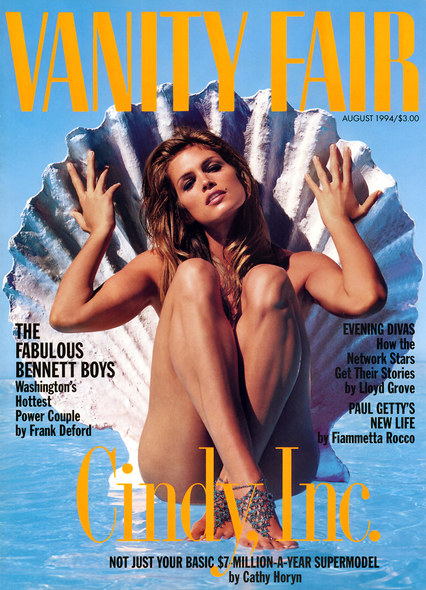 VANITY FAIR
AUGUST 1994/$3.00
THE
FABULOUS
BENNETT BOYS
Washington's
Hottest
Power Couple
by Frank Deford
EVENING DIVAS
How the
Network Stars
Get Their Stories
by Lloyd Grove
PAUL GETTY'S
NEW LIFE
by Fiammetta Rocco
Cindy, Inc.
NOT JUST YOUR BASIC $7-MILLION-A-YEAR SUPERMODEL
by Cathy Horyn